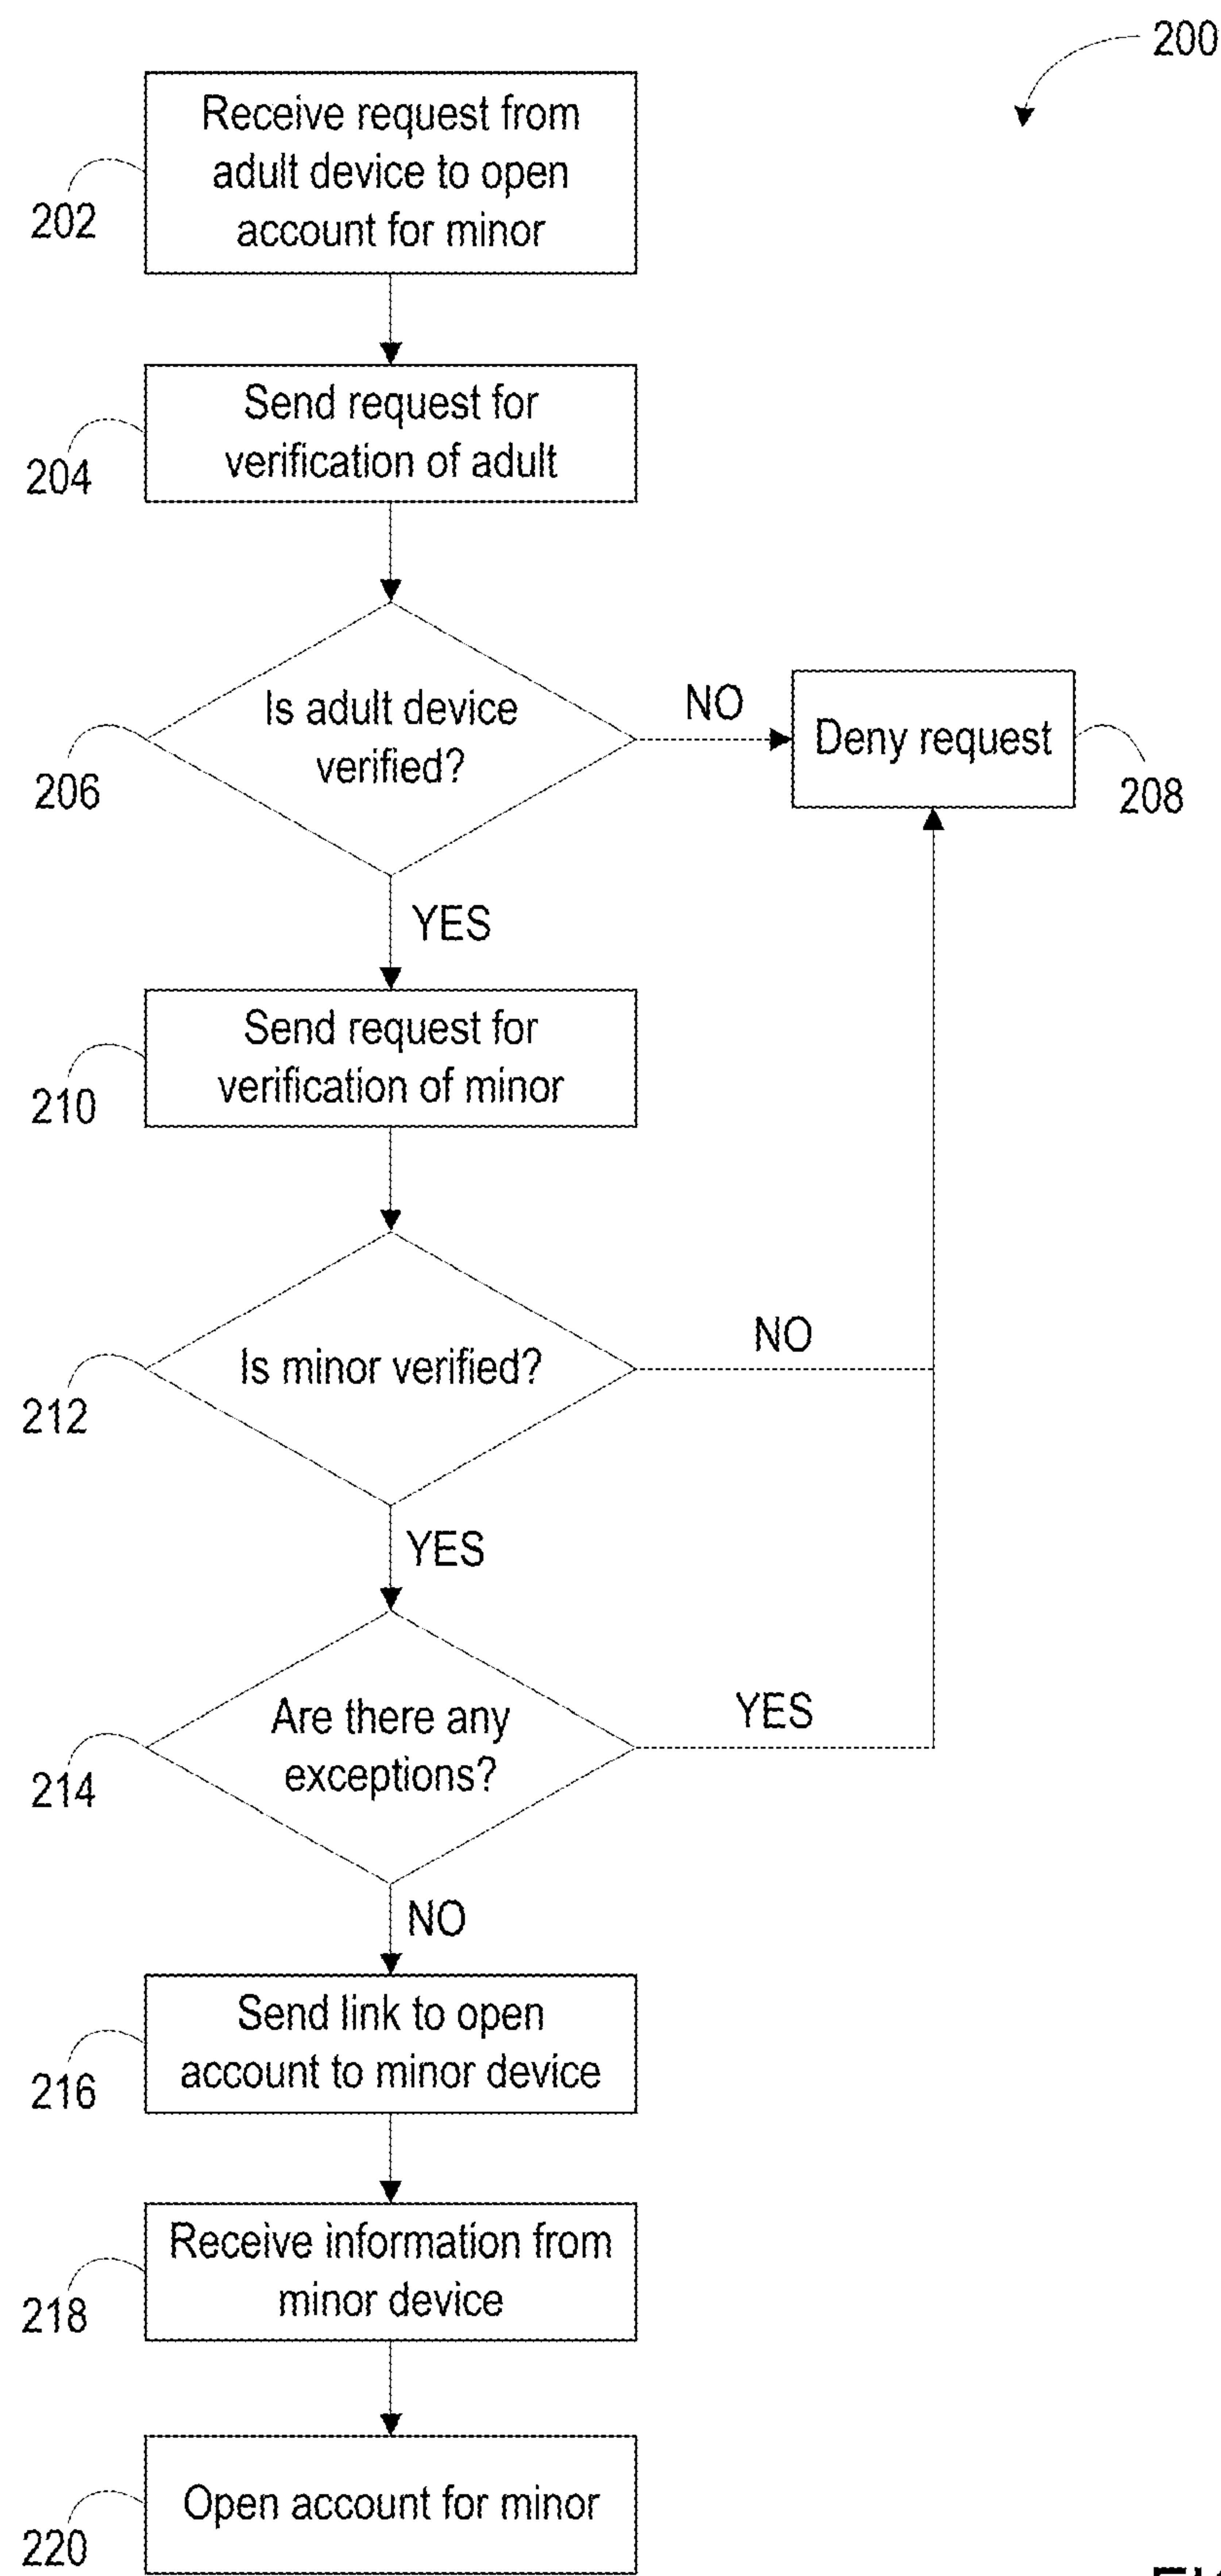 200
Receive request from
adult device to open
account for minor
202
Send request for
verification of adult
204
Is adult device
verified?
206
NO
Deny request
208
YES
Send request for
verification of minor
210
Is minor verified?
212
NO
YES
Are there any
exceptions?
214
YES
NO
Send link to open
account to minor device
216
Receive information from
minor device
218
Open account for minor
220